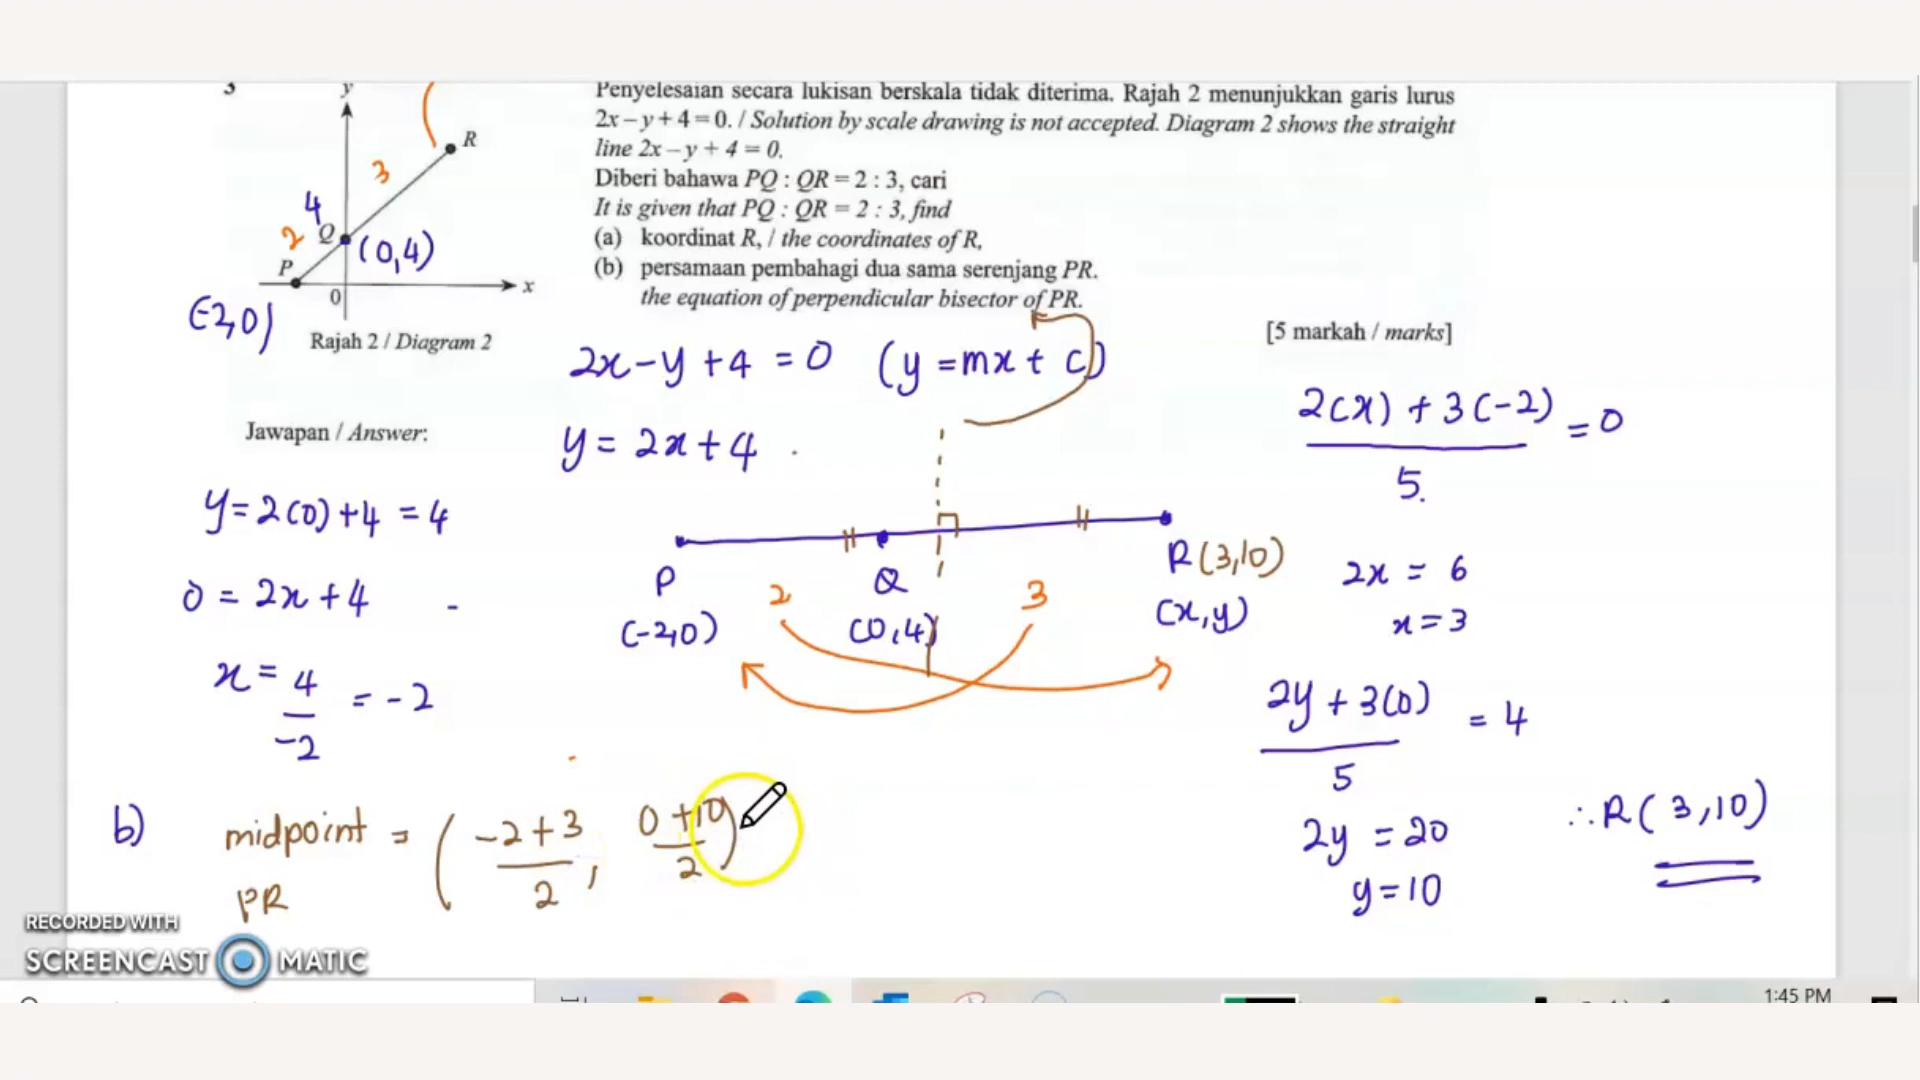 3
y
R
3
4
2
Q
(0,4)
P
0
x
(-2,0)
Rajah 2 / Diagram 2
Penyelesaian secara lukisan berskala tidak diterima. Rajah 2 menunjukkan garis lurus
2x – y + 4 = 0. / Solution by scale drawing is not accepted. Diagram 2 shows the straight
line 2x – y + 4 = 0.
Diberi bahawa PQ : QR = 2 : 3, cari
It is given that PQ : QR = 2 : 3, find
(a) koordinat R, / the coordinates of R,
(b) persamaan pembahagi dua sama serenjang PR.
the equation of perpendicular bisector of PR.
[5 markah / marks]
Jawapan / Answer:
2x - y + 4 = 0 (y = mx + c)
y = 2x + 4
y = 2(0) + 4 = 4
0 = 2x + 4
x = 4 = -2
-2
P
(-2,0)
2
Q
(0,4)
3
R (3,10)
(x,y)
2(x) + 3(-2) = 0
5.
2x = 6
x = 3
2y + 3(0) = 4
5
2y = 20
y = 10
∴ R(3,10)
b)
midpoint = ( -2+3 , 0+10 )
2 2
PR
RECORDED WITH
SCREENCAST MATIC
1:45 PM